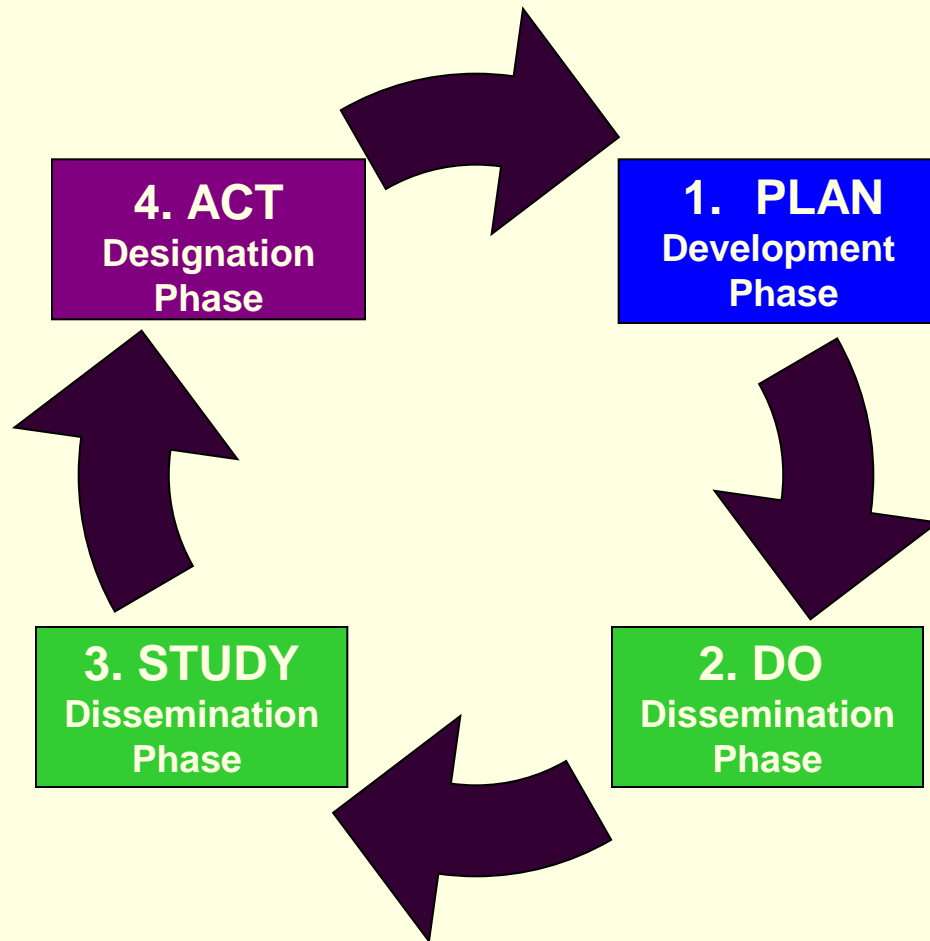 4. ACT
Designation
Phase
1. PLAN
Development
Phase
3. STUDY
Dissemination
Phase
2. DO
Dissemination
Phase